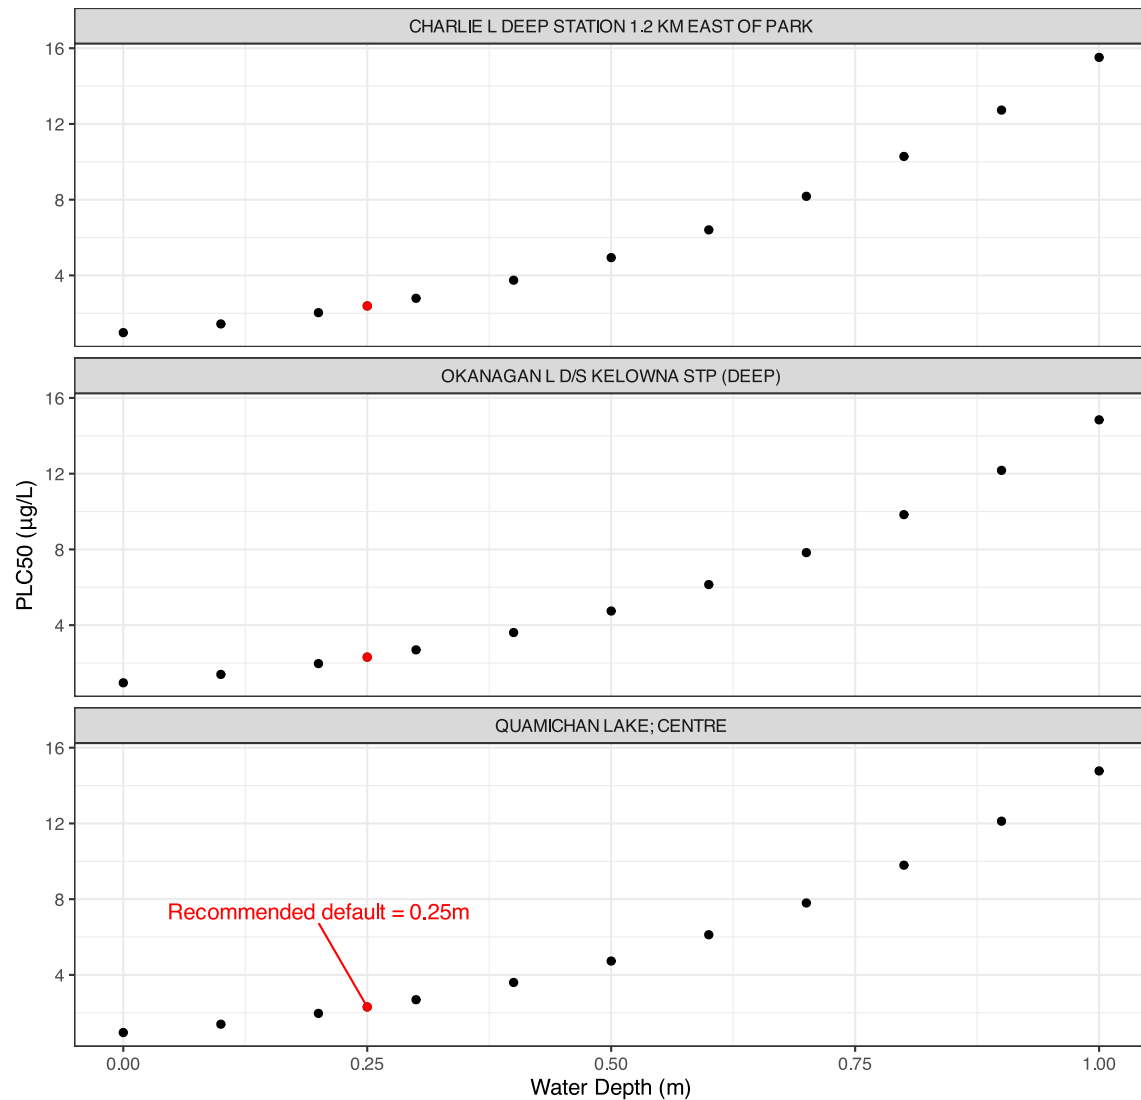 CHARLIE L DEEP STATION 1.2 KM EAST OF PARK
16
12
8
4
OKANAGAN L D/S KELOWNA STP (DEEP)
16
12
8
4
PLC50 (µg/L)
QUAMICHAN LAKE; CENTRE
16
12
8
4
Recommended default = 0.25m
0.00 0.25 0.50 0.75 1.00
Water Depth (m)